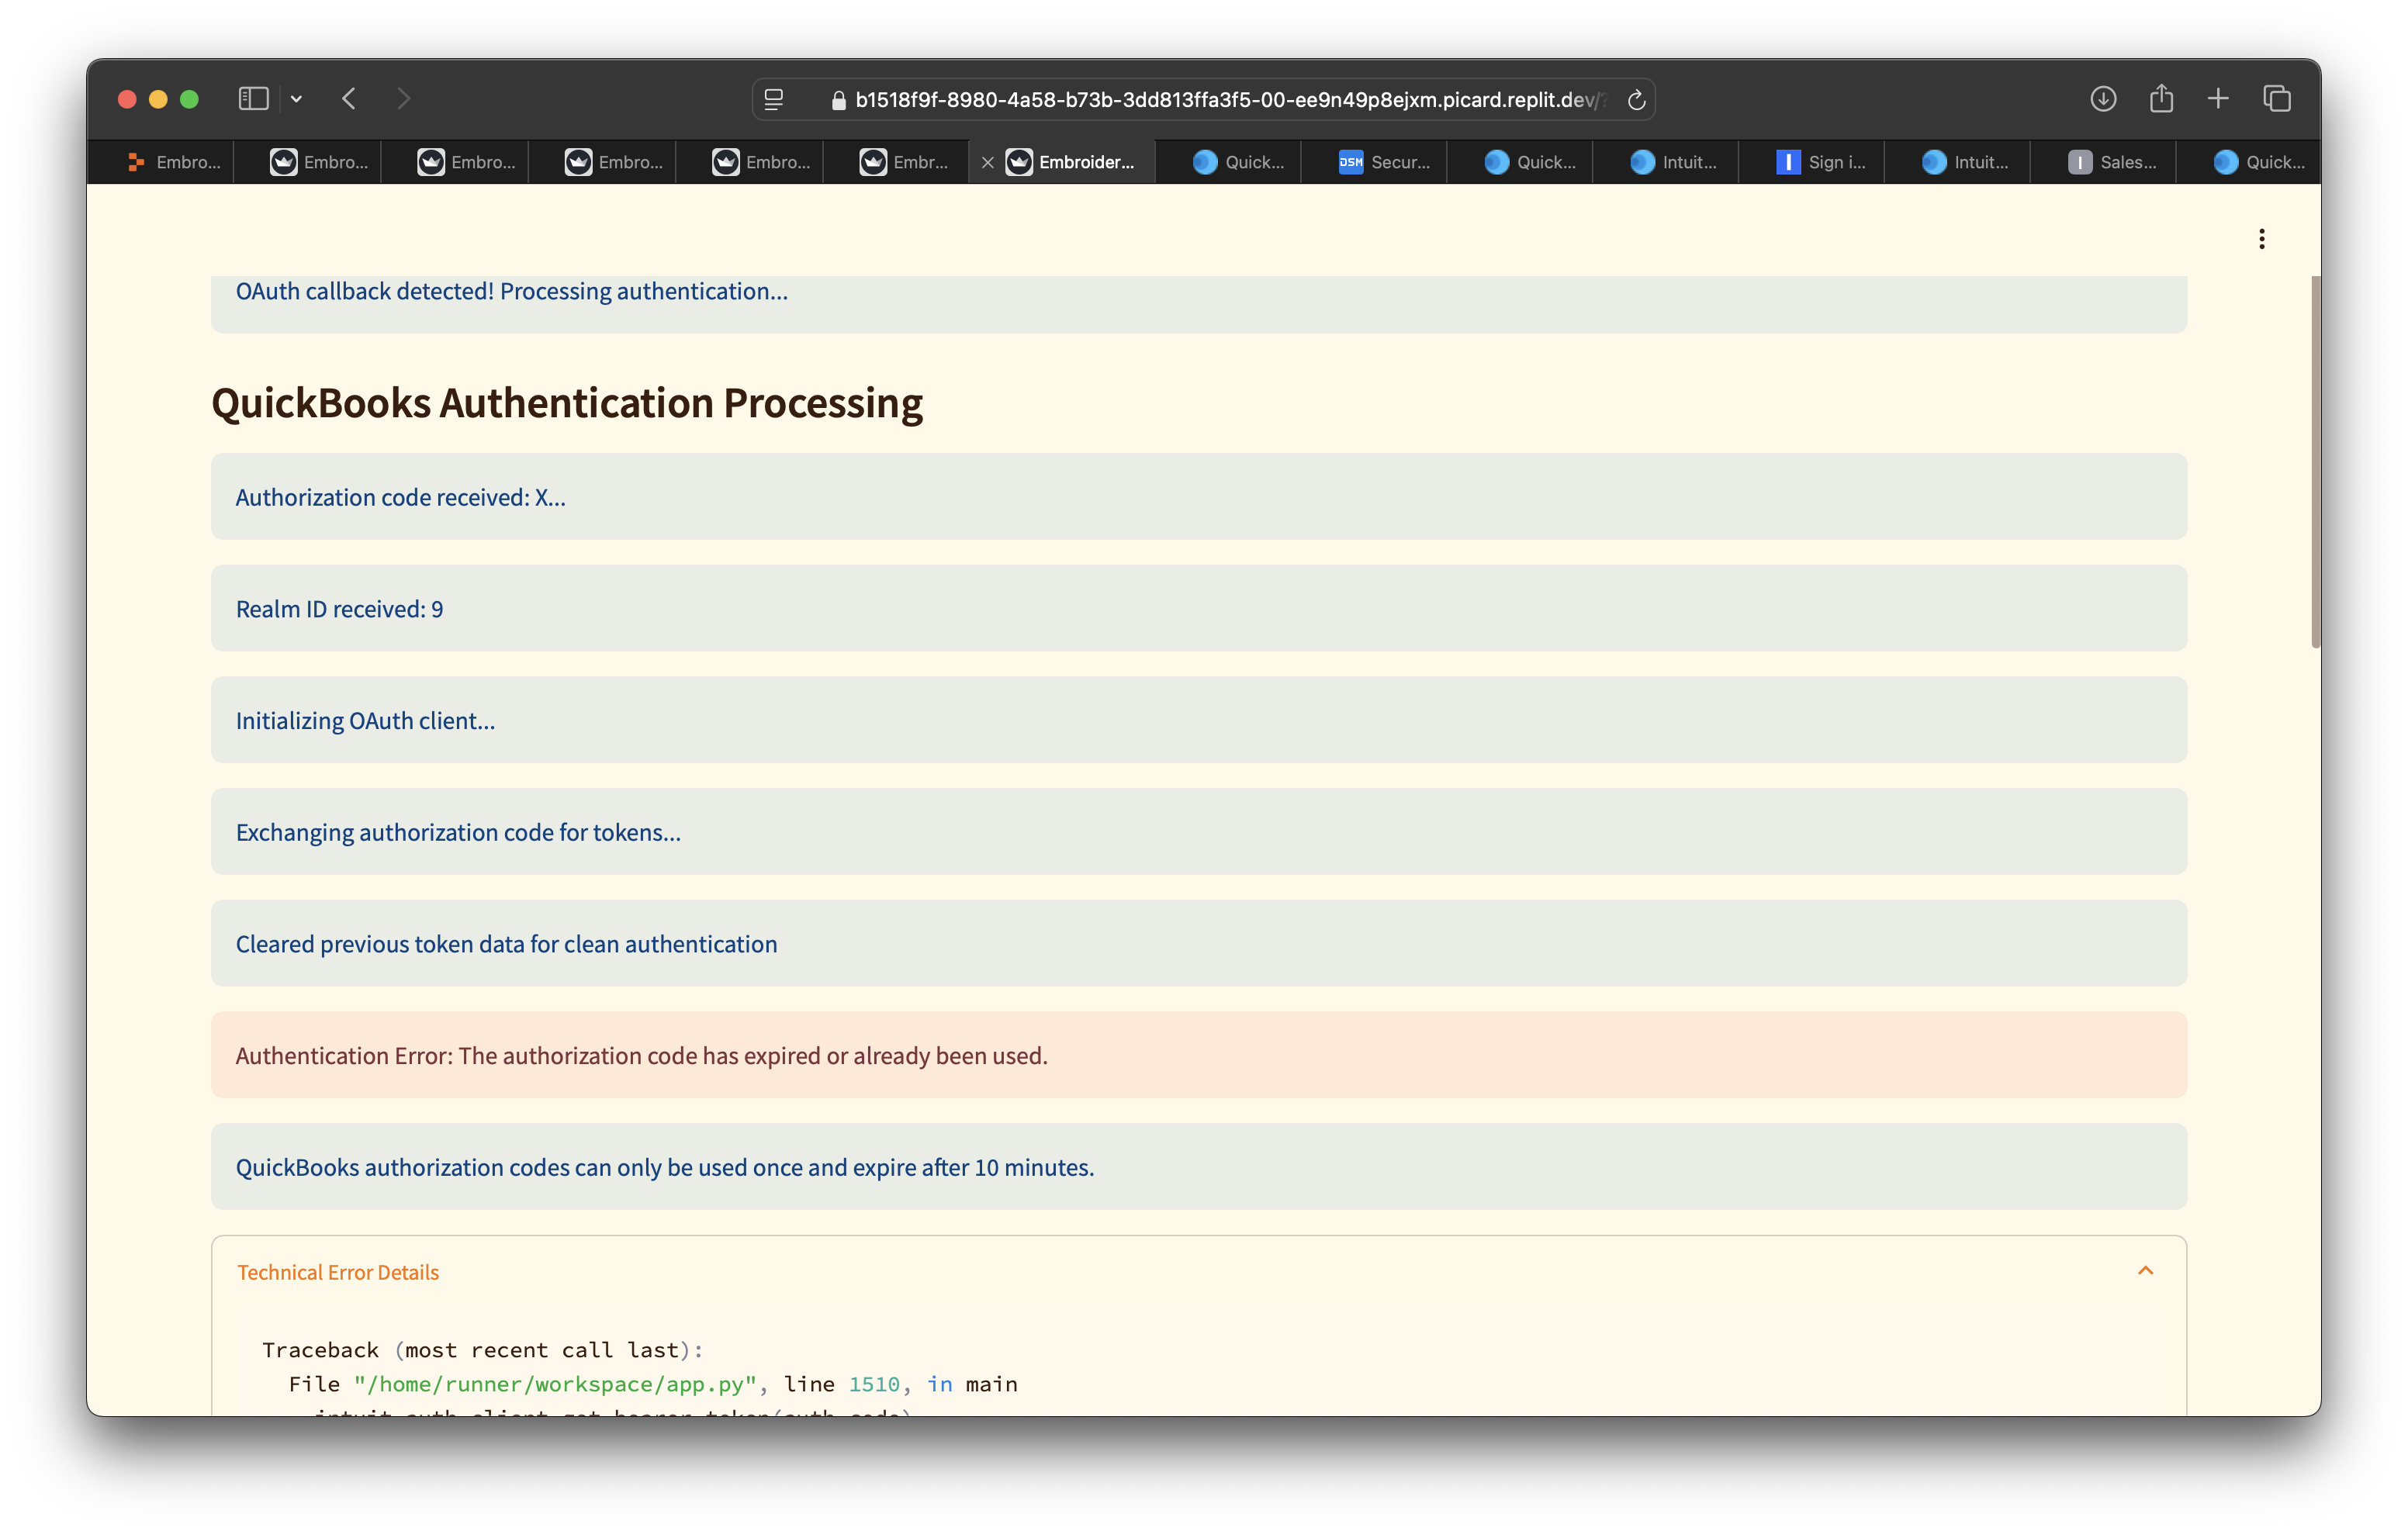 b1518f9f-8980-4a58-b73b-3dd813ffa3f5-00-ee9n49p8ejxm.picard.replit.dev/?
Embro...
Embro...
Embro...
Embro...
Embro...
Embr...
Embroider...
Quick...
DSM Secur...
Quick...
Intuit...
Sign i...
Intuit...
I Sales...
Quick...
OAuth callback detected! Processing authentication...
QuickBooks Authentication Processing
Authorization code received: X...
Realm ID received: 9
Initializing OAuth client...
Exchanging authorization code for tokens...
Cleared previous token data for clean authentication
Authentication Error: The authorization code has expired or already been used.
QuickBooks authorization codes can only be used once and expire after 10 minutes.
Technical Error Details
Traceback (most recent call last):
File "/home/runner/workspace/app.py", line 1510, in main